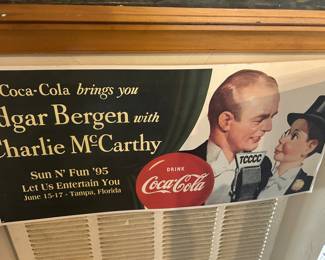 Coca-Cola brings you
dgar Bergen with
Charlie McCarthy
Sun N' Fun '95
Let Us Entertain You
June 15-17 - Tampa, Florida
DRINK
Coca-Cola
TCCCC